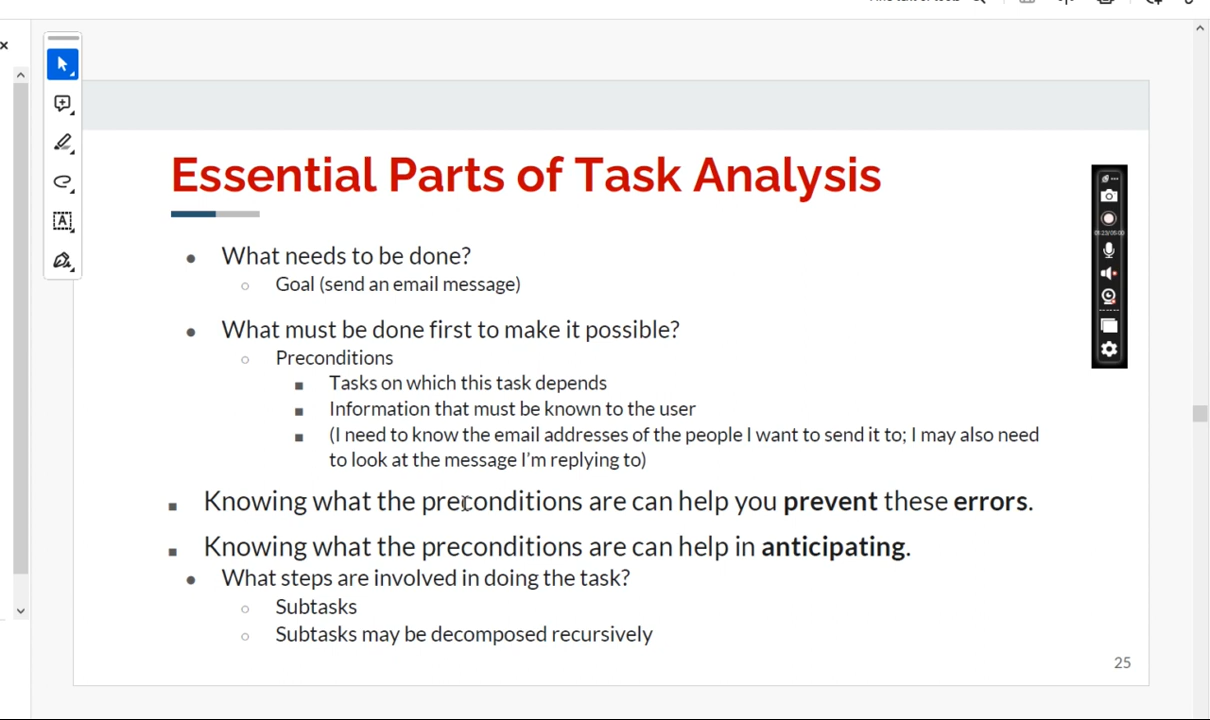 Essential Parts of Task Analysis
● What needs to be done?
○ Goal (send an email message)
● What must be done first to make it possible?
○ Preconditions
■ Tasks on which this task depends
■ Information that must be known to the user
■ (I need to know the email addresses of the people I want to send it to; I may also need
to look at the message I'm replying to)
■ Knowing what the preconditions are can help you prevent these errors.
■ Knowing what the preconditions are can help in anticipating.
● What steps are involved in doing the task?
○ Subtasks
○ Subtasks may be decomposed recursively
25